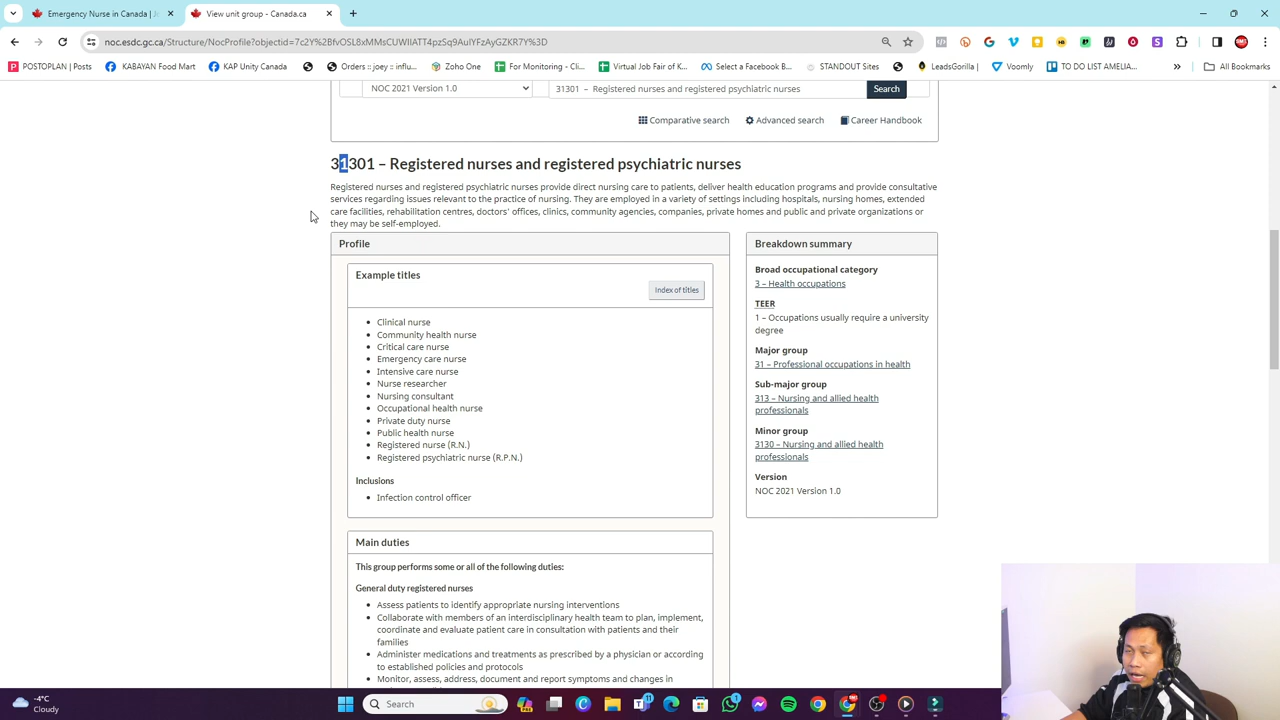 Emergency Nurse in Canada | J
View unit group - Canada.ca
noc.esdc.gc.ca/Structure/NocProfile?objectid=7c2Y%2BfvOSL8xMMsCUWIIATT4pzSq9AulYFzAyGZKR7Y%3D
POSTOPLAN | Posts
KABAYAN Food Mart
KAP Unity Canada
Orders :: joey :: influ...
Zoho One
For Monitoring - Cli...
Virtual Job Fair of K...
Select a Facebook B...
STANDOUT Sites
LeadsGorilla |
Voomly
TO DO LIST AMELIA...
»
All Bookmarks
NOC 2021 Version 1.0
31301 – Registered nurses and registered psychiatric nurses
Search
Comparative search
Advanced search
Career Handbook
31301 – Registered nurses and registered psychiatric nurses
Registered nurses and registered psychiatric nurses provide direct nursing care to patients, deliver health education programs and provide consultative
services regarding issues relevant to the practice of nursing. They are employed in a variety of settings including hospitals, nursing homes, extended
care facilities, rehabilitation centres, doctors' offices, clinics, community agencies, companies, private homes and public and private organizations or
they may be self-employed.
Profile
Example titles
Index of titles
Clinical nurse
Community health nurse
Critical care nurse
Emergency care nurse
Intensive care nurse
Nurse researcher
Nursing consultant
Occupational health nurse
Private duty nurse
Public health nurse
Registered nurse (R.N.)
Registered psychiatric nurse (R.P.N.)
Inclusions
Infection control officer
Main duties
This group performs some or all of the following duties:
General duty registered nurses
Assess patients to identify appropriate nursing interventions
Collaborate with members of an interdisciplinary health team to plan, implement,
coordinate and evaluate patient care in consultation with patients and their
families
Administer medications and treatments as prescribed by a physician or according
to established policies and protocols
Monitor, assess, address, document and report symptoms and changes in
Breakdown summary
Broad occupational category
3 – Health occupations
TEER
1 – Occupations usually require a university
degree
Major group
31 – Professional occupations in health
Sub-major group
313 – Nursing and allied health
professionals
Minor group
3130 – Nursing and allied health
professionals
Version
NOC 2021 Version 1.0
-4°C
Cloudy
Search